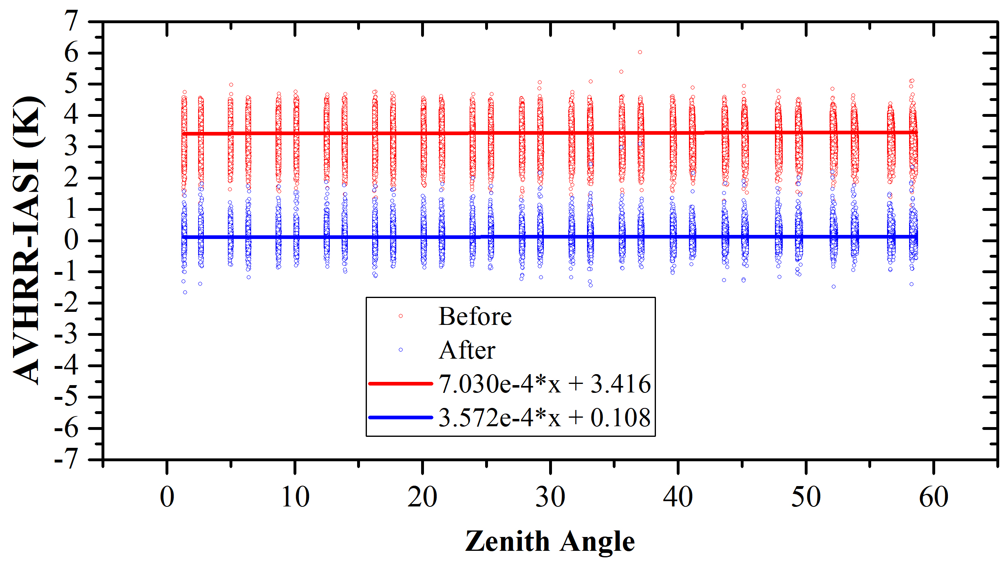 AVHRR-IASI (K)
7
6
5
4
3
2
1
0
-1
-2
-3
-4
-5
-6
-7
Before
After
7.030e-4*x + 3.416
3.572e-4*x + 0.108
0 10 20 30 40 50 60
Zenith Angle